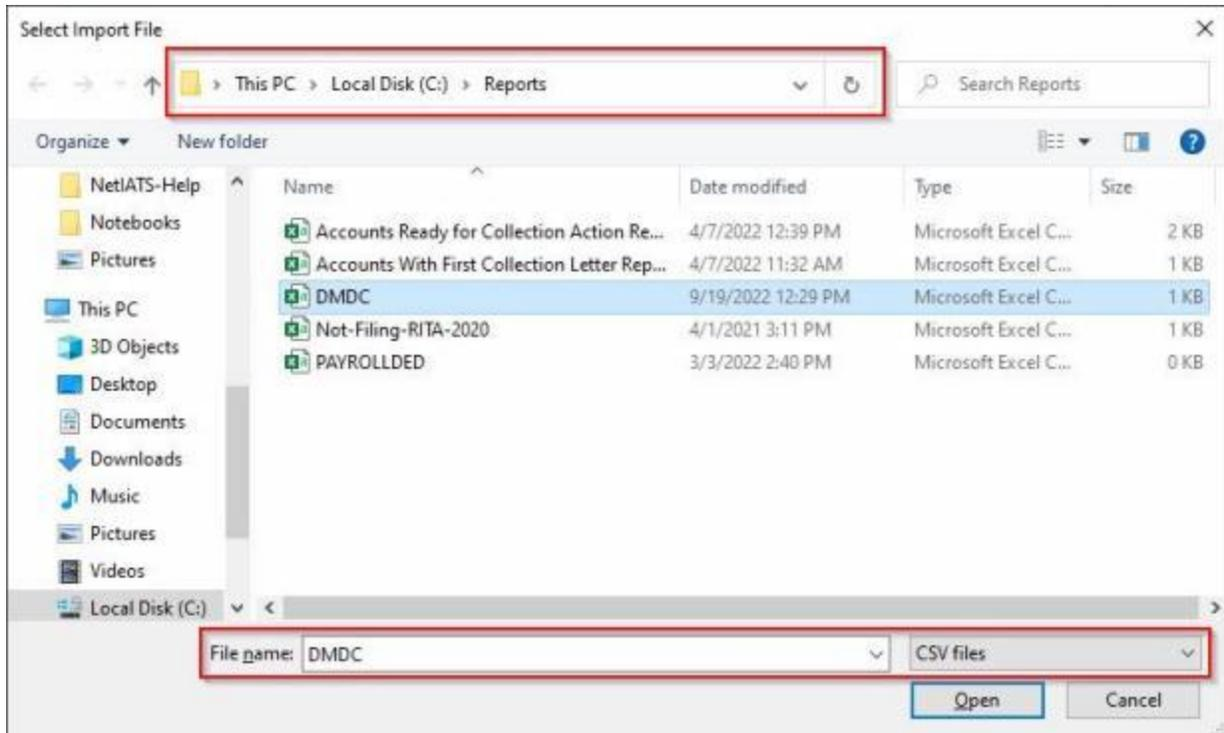 Select Import File
This PC > Local Disk (C:) > Reports
Search Reports
Organize
New folder
Name
Date modified
Type
Size
NetIATS-Help
Notebooks
Pictures
This PC
3D Objects
Desktop
Documents
Downloads
Music
Pictures
Videos
Local Disk (C:)
Accounts Ready for Collection Action Re... 4/7/2022 12:39 PM Microsoft Excel C... 2 KB
Accounts With First Collection Letter Rep... 4/7/2022 11:32 AM Microsoft Excel C... 1 KB
DMDC 9/19/2022 12:29 PM Microsoft Excel C... 1 KB
Not-Filing-RITA-2020 4/1/2021 3:11 PM Microsoft Excel C... 1 KB
PAYROLLDED 3/3/2022 2:40 PM Microsoft Excel C... 0 KB
File name: DMDC
CSV files
Open
Cancel